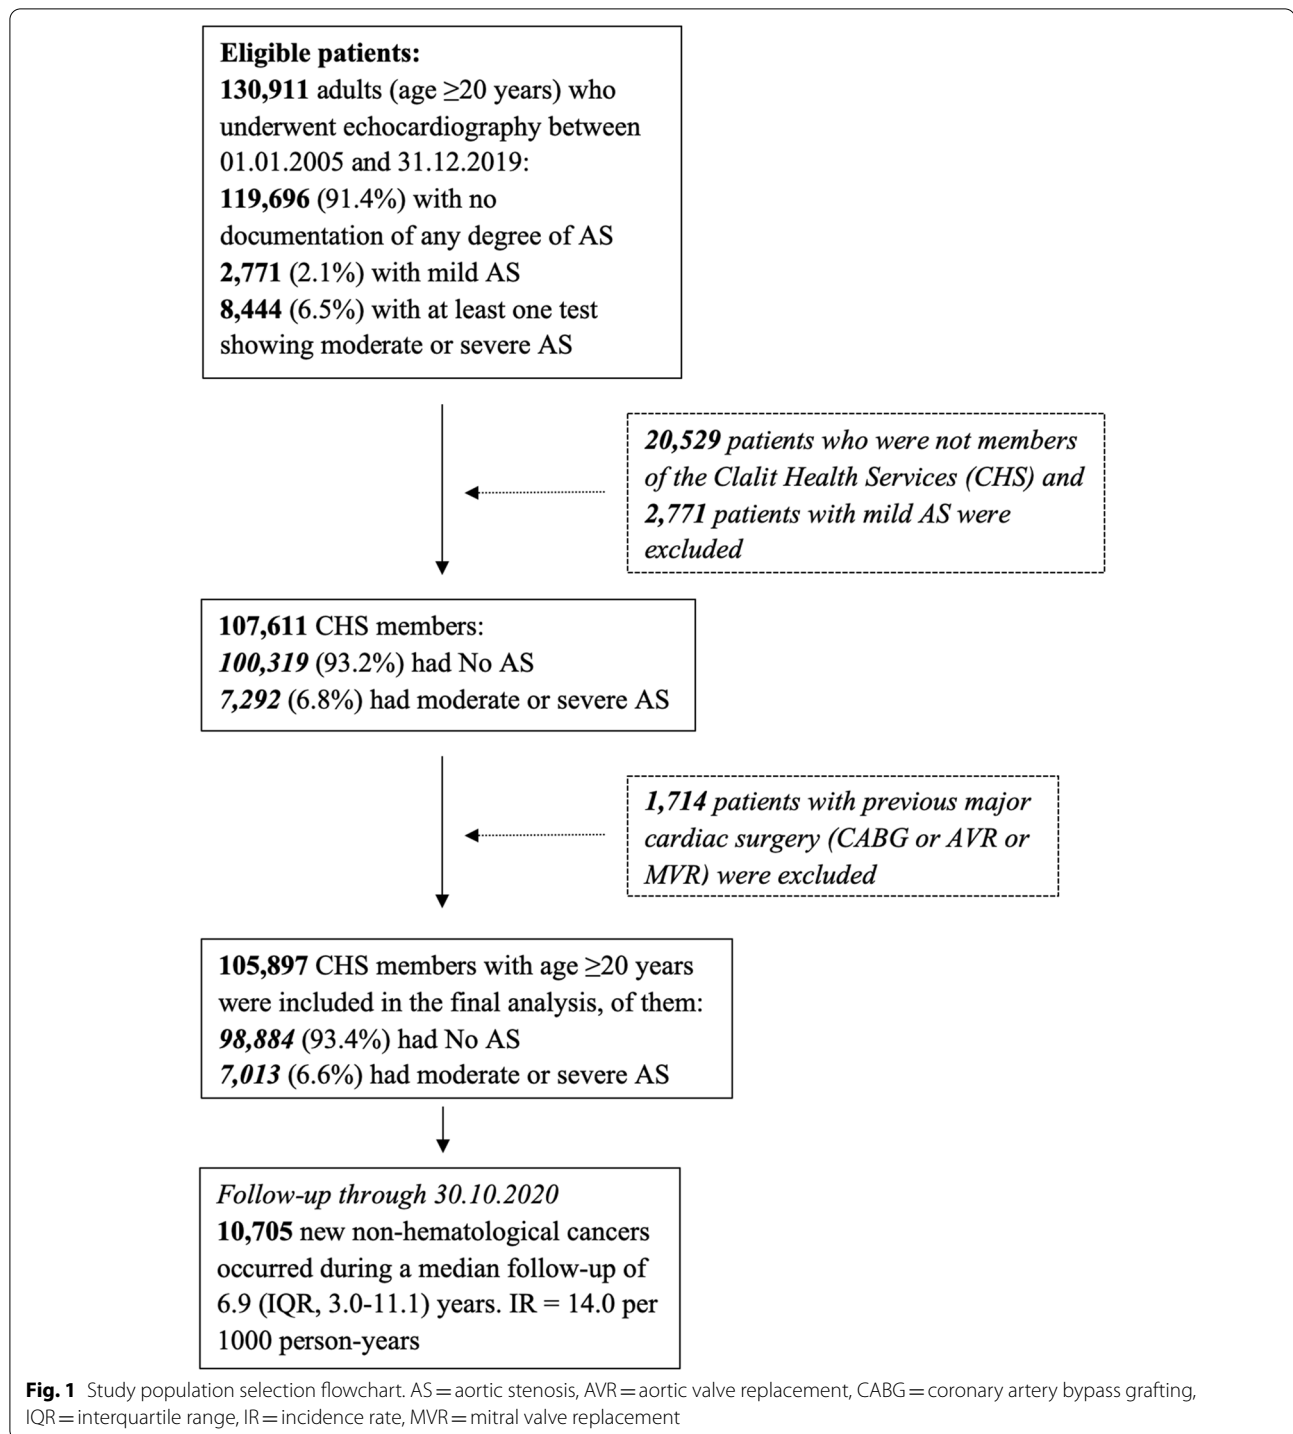 Eligible patients:
130,911 adults (age ≥20 years) who
underwent echocardiography between
01.01.2005 and 31.12.2019:
119,696 (91.4%) with no
documentation of any degree of AS
2,771 (2.1%) with mild AS
8,444 (6.5%) with at least one test
showing moderate or severe AS
20,529 patients who were not members
of the Clalit Health Services (CHS) and
2,771 patients with mild AS were
excluded
107,611 CHS members:
100,319 (93.2%) had No AS
7,292 (6.8%) had moderate or severe AS
1,714 patients with previous major
cardiac surgery (CABG or AVR or
MVR) were excluded
105,897 CHS members with age ≥20 years
were included in the final analysis, of them:
98,884 (93.4%) had No AS
7,013 (6.6%) had moderate or severe AS
Follow-up through 30.10.2020
10,705 new non-hematological cancers
occurred during a median follow-up of
6.9 (IQR, 3.0-11.1) years. IR = 14.0 per
1000 person-years
Fig. 1 Study population selection flowchart. AS = aortic stenosis, AVR = aortic valve replacement, CABG = coronary artery bypass grafting,
IQR = interquartile range, IR = incidence rate, MVR = mitral valve replacement